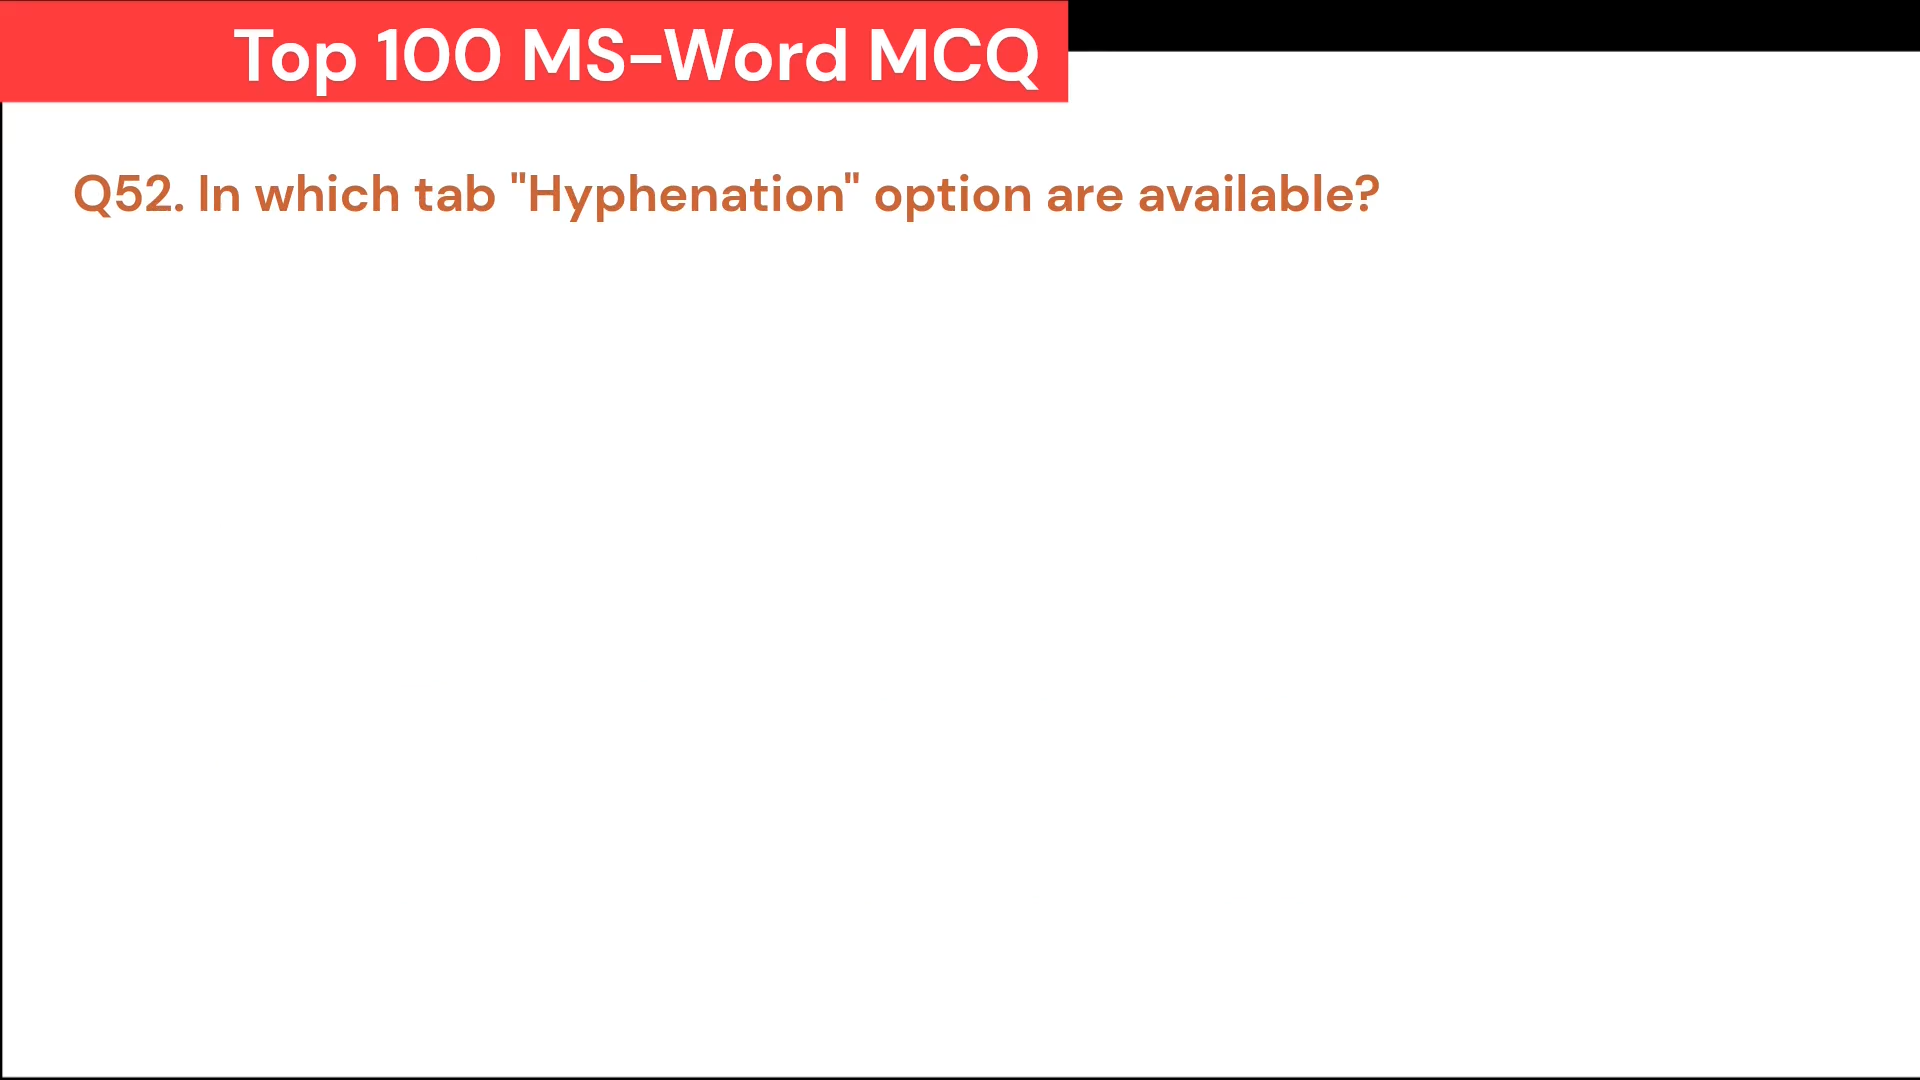 Top 100 MS-Word MCQ
Q52. In which tab "Hyphenation" option are available?